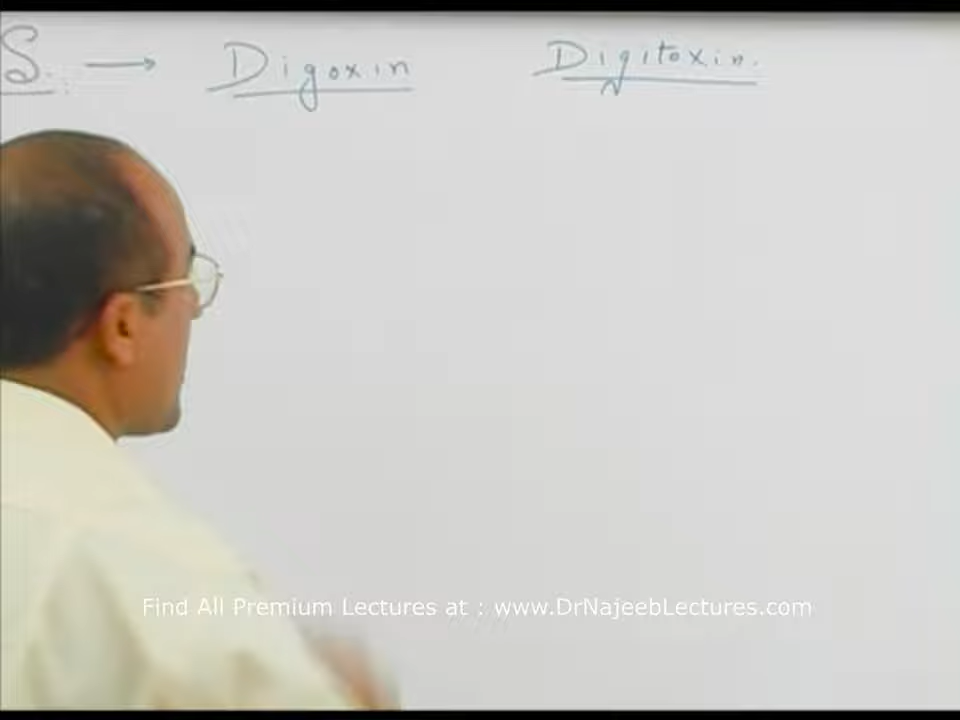 S. → Digoxin Digitoxin.
Find All Premium Lectures at : www.DrNajeebLectures.com